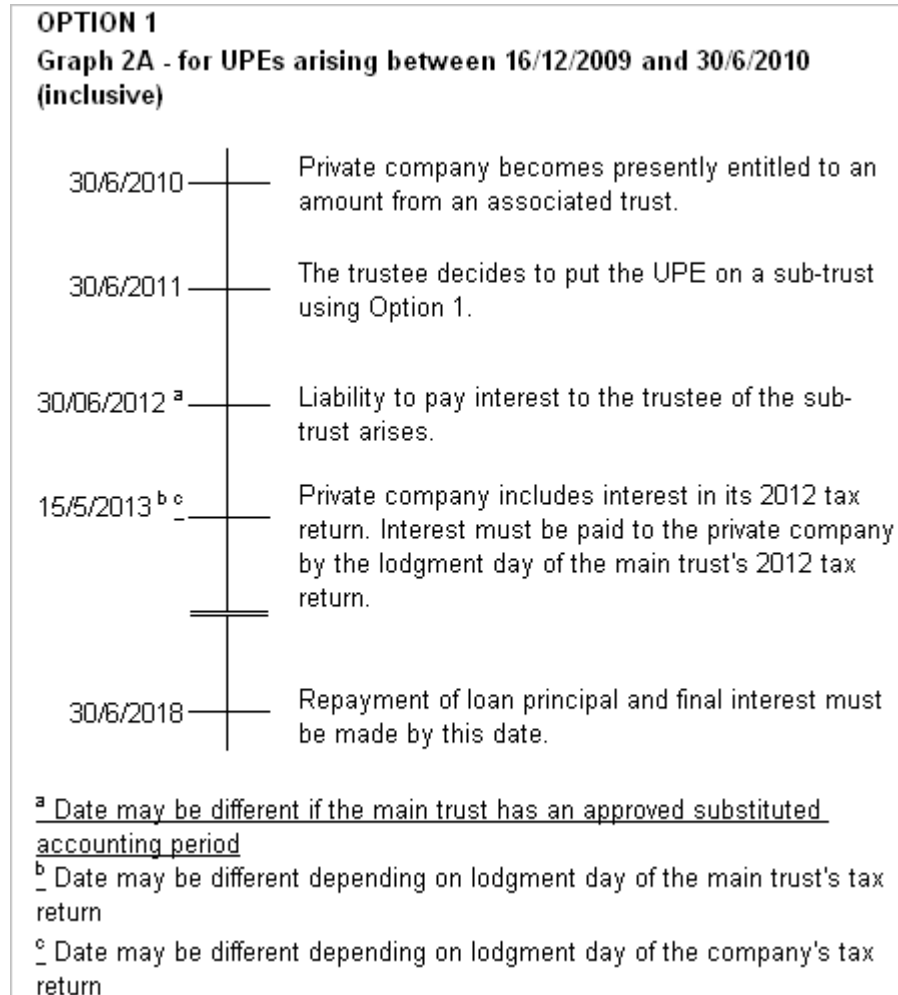 OPTION 1
Graph 2A - for UPEs arising between 16/12/2009 and 30/6/2010
(inclusive)
30/6/2010
Private company becomes presently entitled to an
amount from an associated trust.
30/6/2011
The trustee decides to put the UPE on a sub-trust
using Option 1.
30/06/2012 a
Liability to pay interest to the trustee of the sub-
trust arises.
15/5/2013 b c
Private company includes interest in its 2012 tax
return. Interest must be paid to the private company
by the lodgment day of the main trust's 2012 tax
return.
30/6/2018
Repayment of loan principal and final interest must
be made by this date.
a Date may be different if the main trust has an approved substituted
accounting period
b Date may be different depending on lodgment day of the main trust's tax
return
c Date may be different depending on lodgment day of the company's tax
return